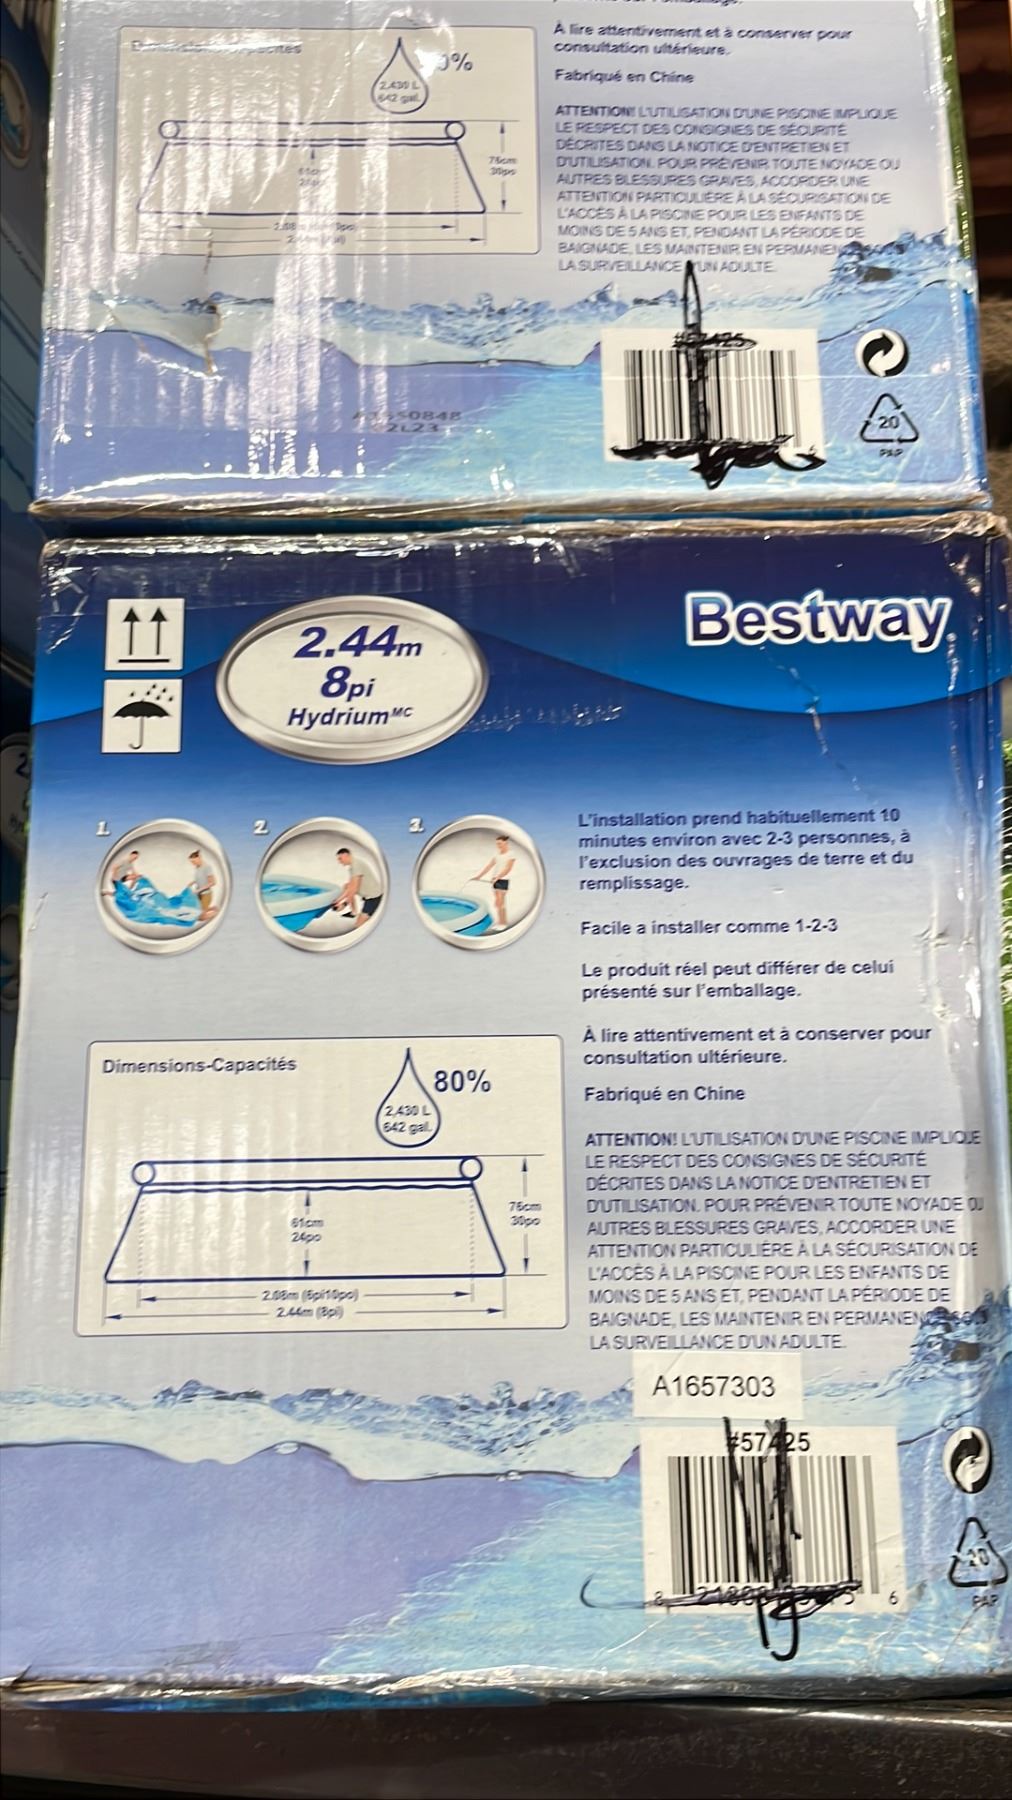 À lire attentivement et à conserver pour
consultation ultérieure.
Fabriqué en Chine
ATTENTION! L'UTILISATION D'UNE PISCINE IMPLIQUE
LE RESPECT DES CONSIGNES DE SÉCURITÉ
DÉCRITES DANS LA NOTICE D'ENTRETIEN ET
D'UTILISATION. POUR PRÉVENIR TOUTE NOYADE OU
AUTRES BLESSURES GRAVES, ACCORDER UNE
ATTENTION PARTICULIÈRE À LA SÉCURISATION DE
L'ACCÈS À LA PISCINE POUR LES ENFANTS DE
MOINS DE 5 ANS ET, PENDANT LA PÉRIODE DE
BAIGNADE, LES MAINTENIR EN
LA SURVEILLANCE D'UN ADULTE.
2,430 L
642 gal.
76cm
30po
#57425
20
PAP
2.44m
8pi
Hydrium MC
Bestway
1.
2.
3.
L'installation prend habituellement 10
minutes environ avec 2-3 personnes, à
l'exclusion des ouvrages de terre et du
remplissage.
Facile a installer comme 1-2-3
Le produit réel peut différer de celui
présenté sur l'emballage.
À lire attentivement et à conserver pour
consultation ultérieure.
Fabriqué en Chine
Dimensions-Capacités
80%
2,430 L
642 gal.
61cm
24po
76cm
30po
2.08m (6pi10po)
2.44m (8pi)
ATTENTION! L'UTILISATION D'UNE PISCINE IMPLIQUE
LE RESPECT DES CONSIGNES DE SÉCURITÉ
DÉCRITES DANS LA NOTICE D'ENTRETIEN ET
D'UTILISATION. POUR PRÉVENIR TOUTE NOYADE OU
AUTRES BLESSURES GRAVES, ACCORDER UNE
ATTENTION PARTICULIÈRE À LA SÉCURISATION DE
L'ACCÈS À LA PISCINE POUR LES ENFANTS DE
MOINS DE 5 ANS ET, PENDANT LA PÉRIODE DE
BAIGNADE, LES MAINTENIR EN PERMANENCE SOUS
LA SURVEILLANCE D'UN ADULTE.
A1657303
#57425
20
PAP